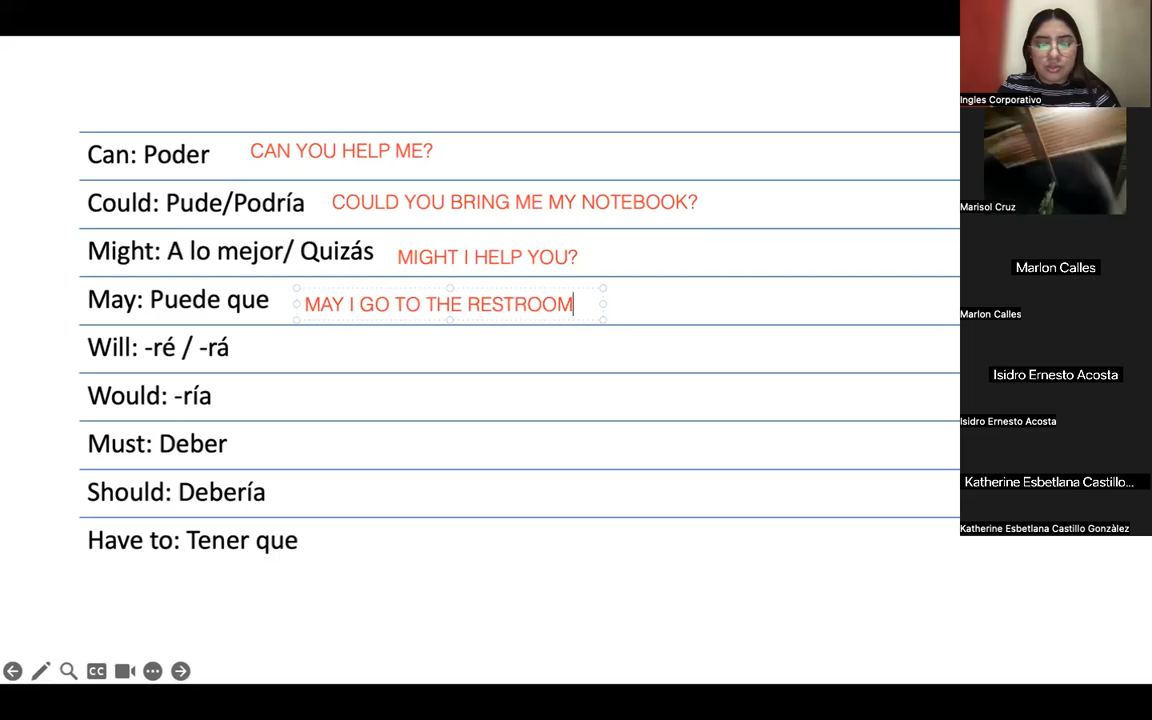 Can: Poder CAN YOU HELP ME?
Could: Pude/Podría COULD YOU BRING ME MY NOTEBOOK?
Might: A lo mejor/ Quizás MIGHT I HELP YOU?
May: Puede que MAY I GO TO THE RESTROOM
Will: -ré / -rá
Would: -ría
Must: Deber
Should: Debería
Have to: Tener que
CC
Ingles Corporativo
Marisol Cruz
Marlon Calles
Marlon Calles
Isidro Ernesto Acosta
Isidro Ernesto Acosta
Katherine Esbetlana Castillo...
Katherine Esbetlana Castillo Gonzàlez